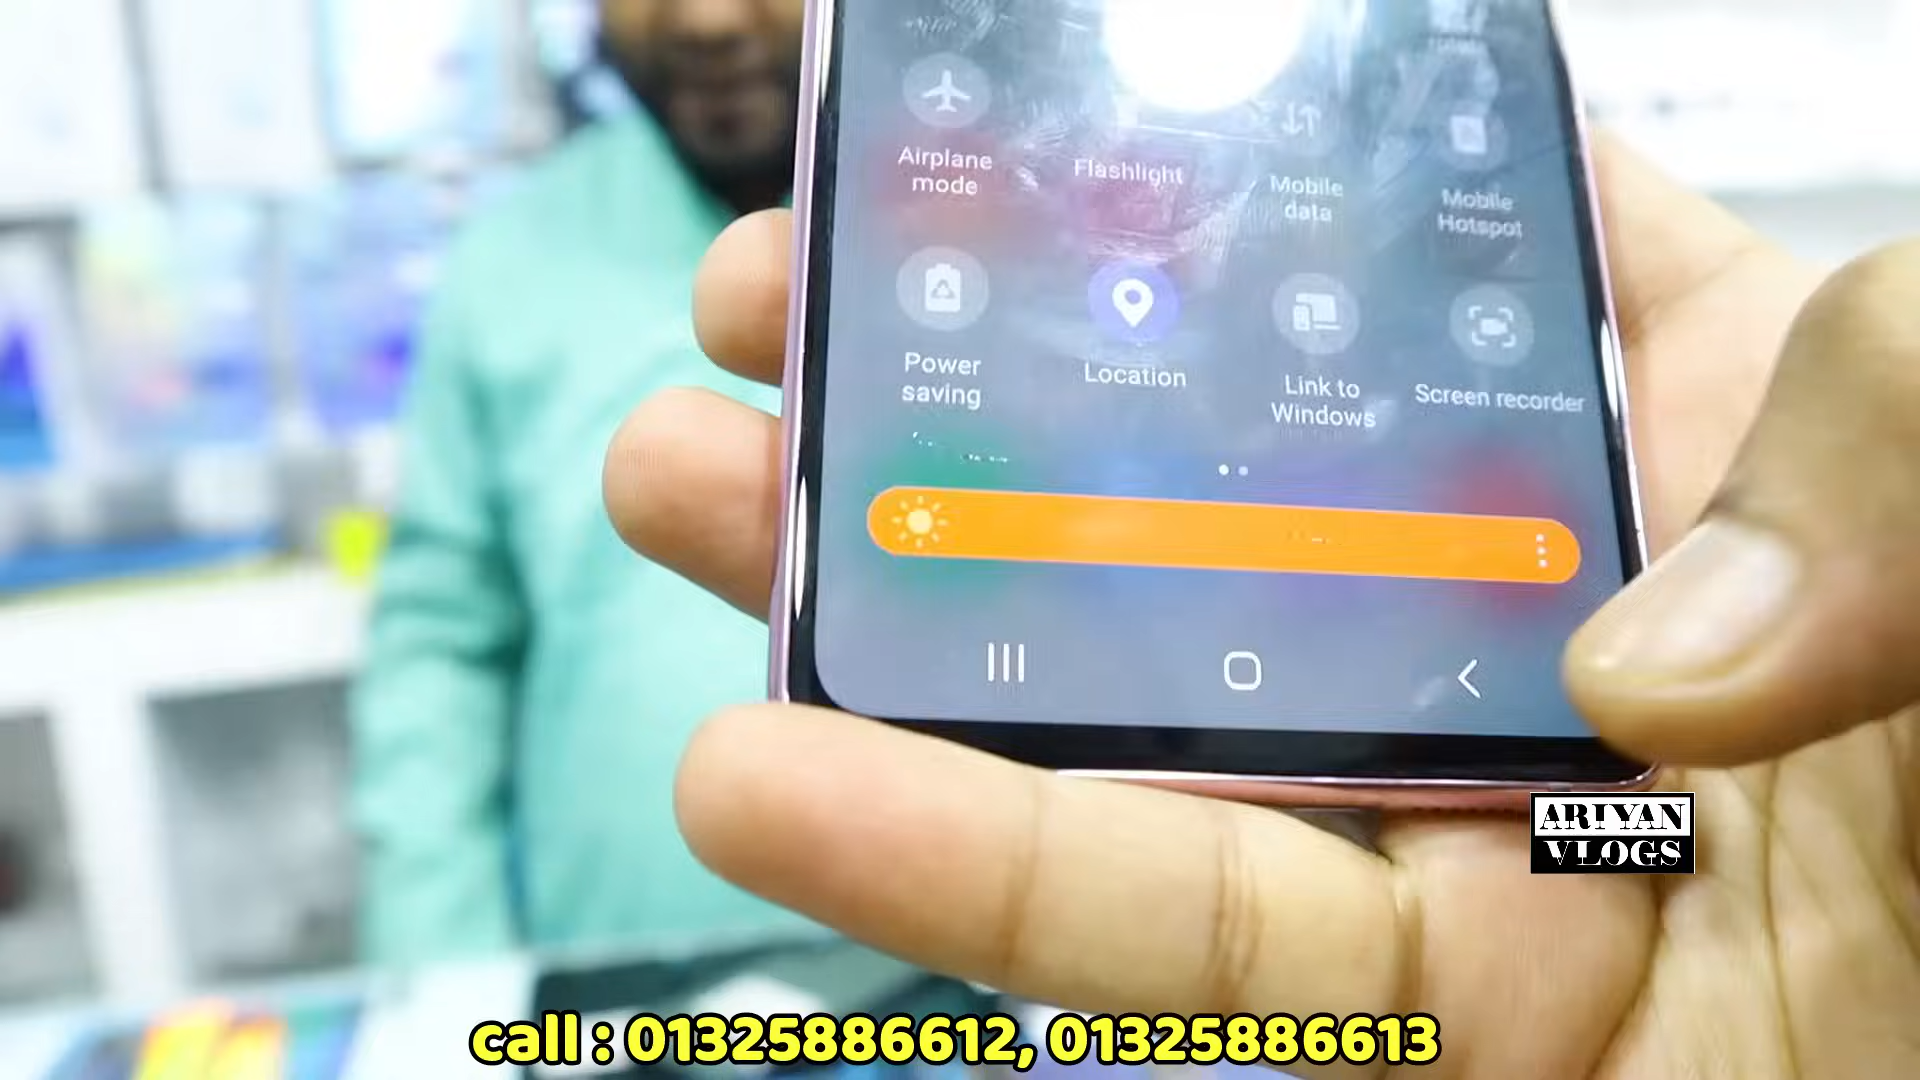 Airplane
mode
Flashlight
Mobile
data
Mobile
Hotspot
Power
saving
Location
Link to
Windows
Screen recorder
ARIYAN
VLOGS
call : 01325886612, 01325886613